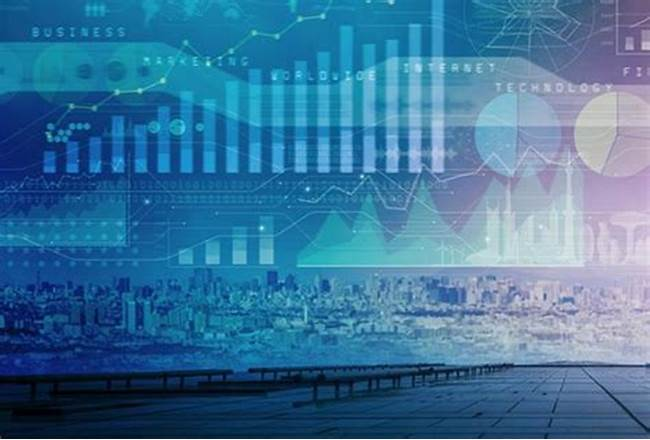 BUSINESS
MARKETING
WORLDWIDE
INTERNET
TECHNOLOGY